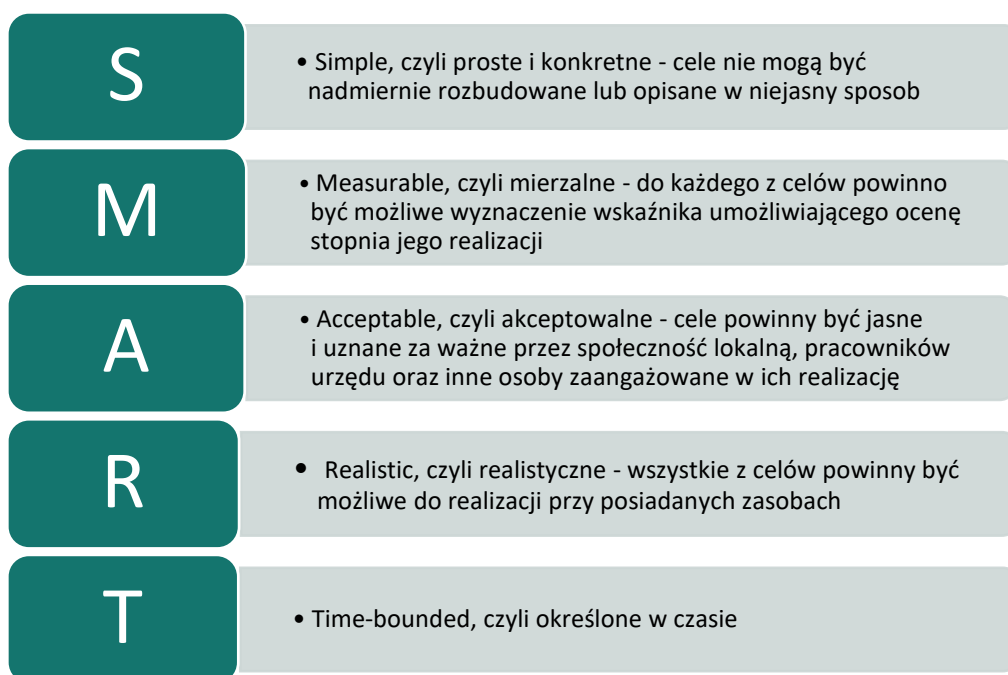 S
• Simple, czyli proste i konkretne - cele nie mogą być
nadmiernie rozbudowane lub opisane w niejasny sposob
M
• Measurable, czyli mierzalne - do każdego z celów powinno
być możliwe wyznaczenie wskaźnika umożliwiającego ocenę
stopnia jego realizacji
A
• Acceptable, czyli akceptowalne - cele powinny być jasne
i uznane za ważne przez społeczność lokalną, pracowników
urzędu oraz inne osoby zaangażowane w ich realizację
R
• Realistic, czyli realistyczne - wszystkie z celów powinny być
możliwe do realizacji przy posiadanych zasobach
T
• Time-bounded, czyli określone w czasie